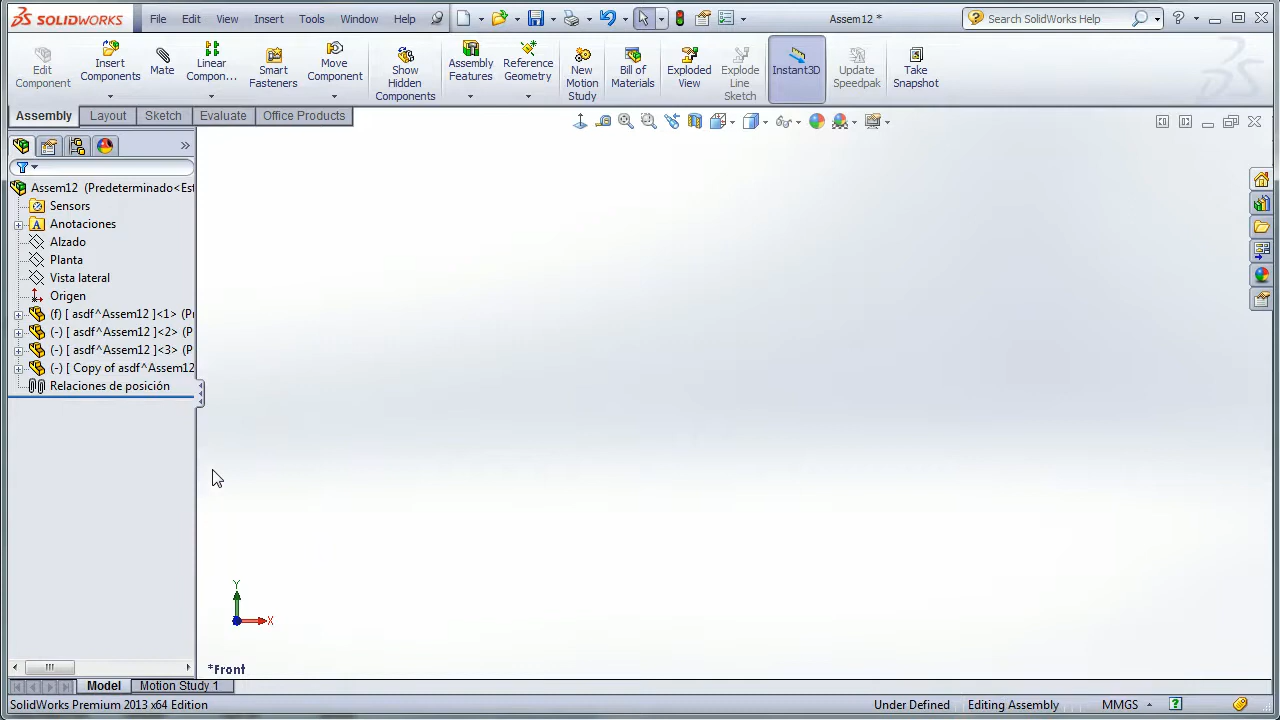 SOLIDWORKS File Edit View Insert Tools Window Help Assem12 * Search SolidWorks Help
Edit Component
Insert Components
Mate
Linear Compon...
Smart Fasteners
Move Component
Show Hidden Components
Assembly Features
Reference Geometry
New Motion Study
Bill of Materials
Exploded View
Explode Line Sketch
Instant3D
Update Speedpak
Take Snapshot
Assembly Layout Sketch Evaluate Office Products
Assem12 (Predeterminado<Es
Sensors
Anotaciones
Alzado
Planta
Vista lateral
Origen
(f) [ asdf^Assem12 ]<1> (P
(-) [ asdf^Assem12 ]<2> (P
(-) [ asdf^Assem12 ]<3> (P
(-) [ Copy of asdf^Assem12
Relaciones de posición
Y
X
*Front
Model Motion Study 1
SolidWorks Premium 2013 x64 Edition Under Defined Editing Assembly MMGS